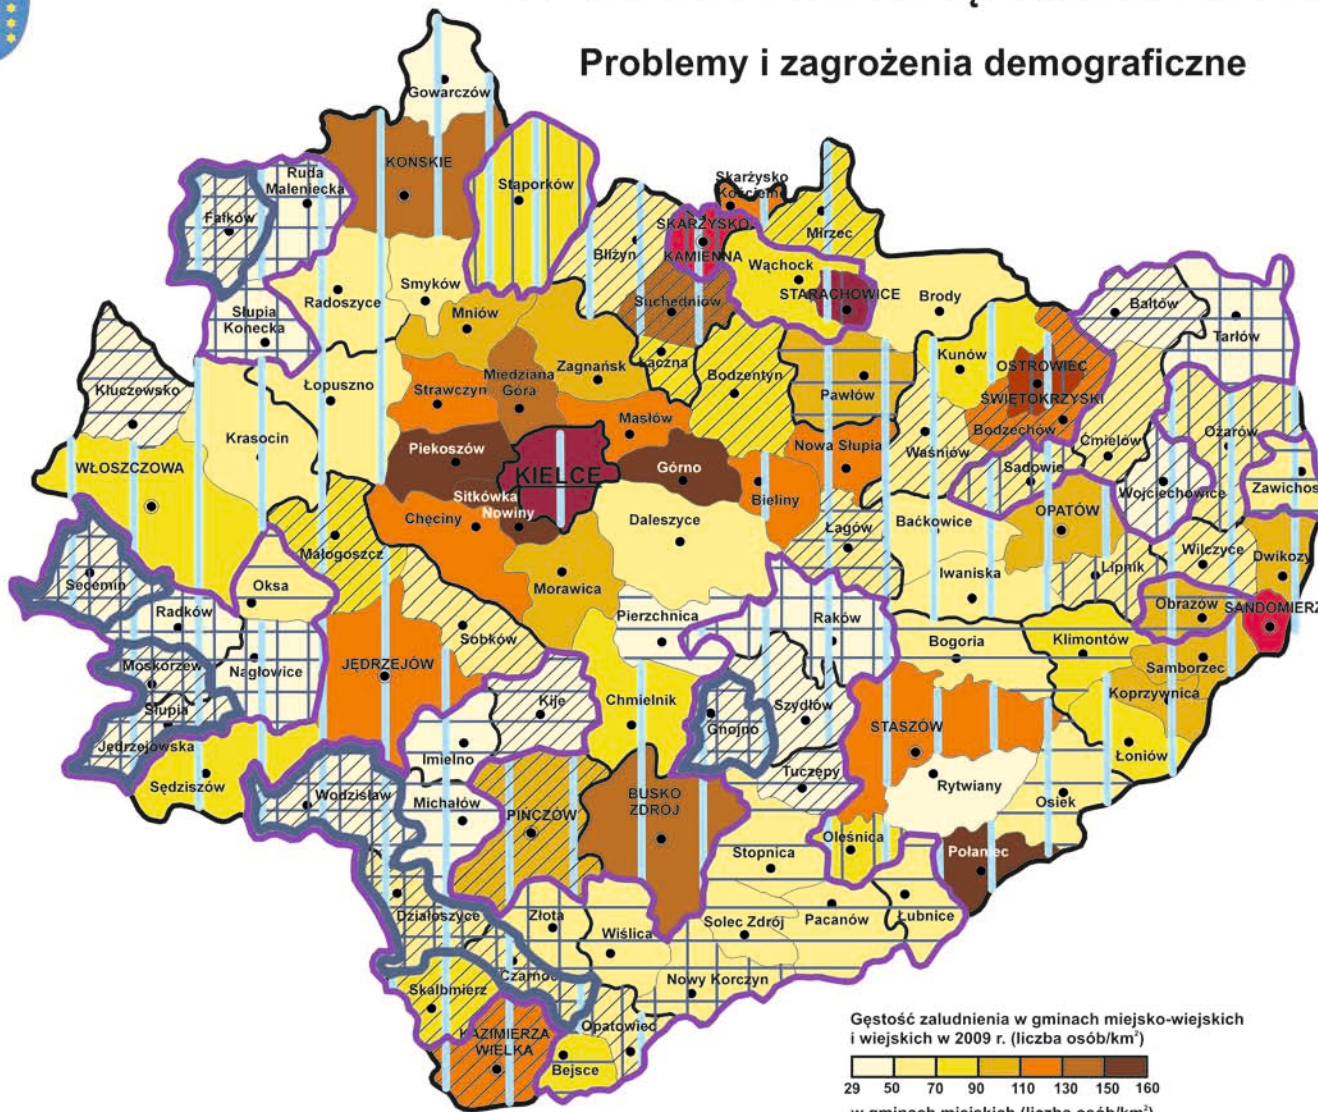 Problemy i zagrożenia demograficzne
Gowarczów
KOŃSKIE
Ruda
Maleniecka
Stąporków
Fałków
Skarżysko
Kościelne
SKARŻYSKO-
KAMIENNA
Mirzec
Bliżyn
Wąchock
STARACHOWICE
Brody
Smyków
Radoszyce
Słupia
Konecka
Mniów
Suchedniów
Bałtów
Tarłów
Kunów
OSTROWIEC
ŚWIĘTOKRZYSKI
Bodzechów
Łączna
Zagnańsk
Miedziana
Góra
Bodzentyn
Pawłów
Kluczewsko
Łopuszno
Strawczyn
Masłów
Krasocin
Piekoszów
KIELCE
Górno
Nowa Słupia
Waśniów
Ćmielów
Ożarów
Sadowie
Wojciechowice
Zawichos
WŁOSZCZOWA
Sitkówka
Nowiny
Chęciny
Bieliny
Daleszyce
Łagów
Baćkowice
OPATÓW
Małogoszcz
Wilczyce
Dwikozy
Lipnik
Iwaniska
Secemin
Oksa
Morawica
Radków
Pierzchnica
Raków
Obrazów
SANDOMIERZ
Sobków
Bogoria
Klimontów
Samborzec
Moskorzew
Nagłowice
JĘDRZEJÓW
Kije
Chmielnik
Gnojno
Szydłów
Koprzywnica
Słupia
Jędrzejowska
STASZÓW
Imielno
Łoniów
Sędziszów
Tuczępy
Rytwiany
Wodzisław
Michałów
PIŃCZÓW
BUSKO
ZDRÓJ
Osiek
Oleśnica
Stopnica
Połaniec
Działoszyce
Złota
Wiślica
Solec Zdrój
Pacanów
Łubnice
Nowy Korczyn
Skalbmierz
Opatowiec
KAZIMIERZA
WIELKA
Bejsce
Gęstość zaludnienia w gminach miejsko-wiejskich
i wiejskich w 2009 r. (liczba osób/km²)
29 50 70 90 110 130 150 160
w gminach miejskich (liczba osób/km²)